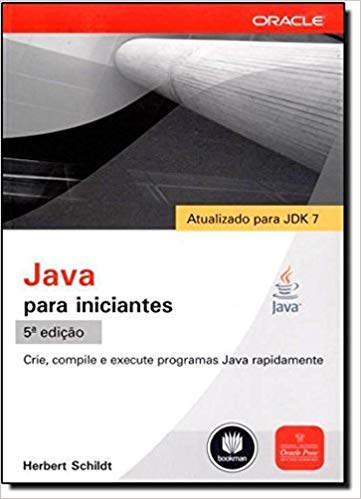 ORACLE
Atualizado para JDK 7
Java
para iniciantes
5ª edição
Java™
Crie, compile e execute programas Java rapidamente
Herbert Schildt
bookman
Oracle Press